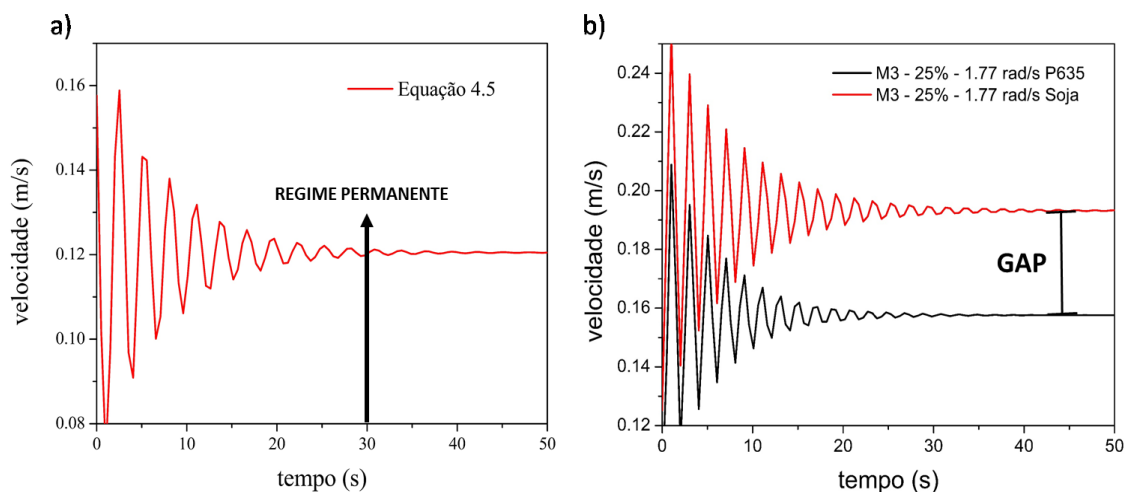 a)
0.16
0.14
0.12
0.10
0.08
velocidade (m/s)
Equação 4.5
REGIME PERMANENTE
0
10
20
30
40
50
tempo (s)
b)
0.24
0.22
0.20
0.18
0.16
0.14
0.12
velocidade (m/s)
M3 - 25% - 1.77 rad/s P635
M3 - 25% - 1.77 rad/s Soja
GAP
0
10
20
30
40
50
tempo (s)